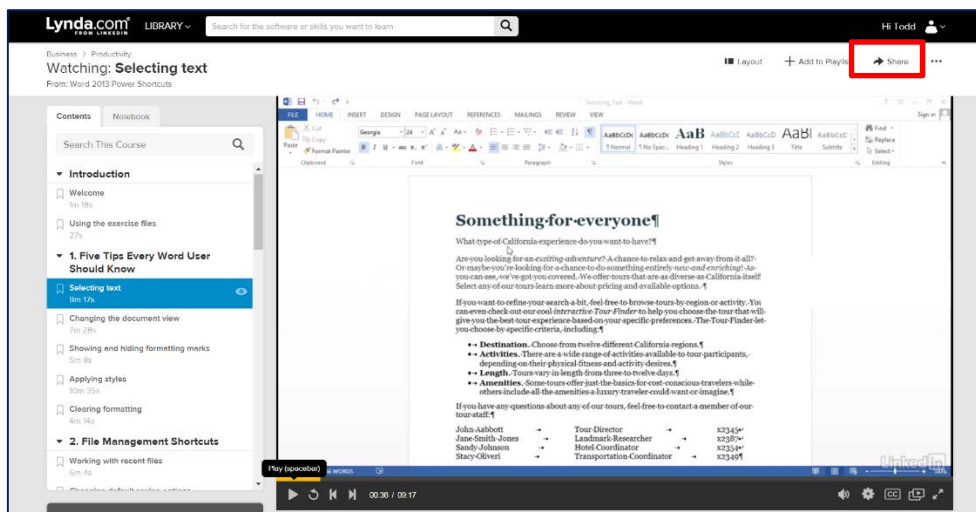 Lynda.com
FROM LINKEDIN
LIBRARY
Search for the software or skills you want to learn
Hi Todd
Business > Productivity
Watching: Selecting text
From: Word 2013 Power Shortcuts
Layout
Add to Playlis
Share
Contents
Notebook
Search This Course
Introduction
Welcome
1m 18s
Using the exercise files
27s
1. Five Tips Every Word User
Should Know
Selecting text
9m 17s
Changing the document view
7m 28s
Showing and hiding formatting marks
5m 8s
Applying styles
10m 35s
Clearing formatting
4m 14s
2. File Management Shortcuts
Working with recent files
6m 4s
Changing default saving options
Selecting_Text - Word
Sign in
FILE HOME INSERT DESIGN PAGE LAYOUT REFERENCES MAILINGS REVIEW VIEW
Cut
Copy
Format Painter
Paste
Georgia
24
AaBbCcDc AaBbCcDc AaB AaBbCcC AaBbCcD AaBl AaBbCcC
¶ Normal ¶ No Spac... Heading 1 Heading 2 Heading 3 Title Subtitle
Find
Replace
Select
Clipboard Font Paragraph Styles Editing
Something·for·everyone¶
What·type·of·California·experience·do·you·want·to·have?¶
Are·you·looking·for·an·exciting·adventure?·A·chance·to·relax·and·get·away·from·it·all?·
Or·maybe·you're·looking·for·a·chance·to·do·something·entirely·new·and·enriching!·As·
you·can·see,·we've·got·you·covered.·We·offer·tours·that·are·as·diverse·as·California·itself
Select·any·of·our·tours·learn·more·about·pricing·and·available·options.·¶
If·you·want·to·refine·your·search·a·bit,·feel·free·to·browse·tours·by·region·or·activity.·You
can·even·check·out·our·cool·interactive·Tour·Finder·to·help·you·choose·the·tour·that·will·
give·you·the·best·tour·experience·based·on·your·specific·preferences.·The·Tour·Finder·let·
you·choose·by·specific·criteria,·including:¶
•→Destination.·Choose·from·twelve·different·California·regions.¶
•→Activities.·There·are·a·wide·range·of·activities·available·to·tour·participants,·
depending·on·their·physical·fitness·and·activity·desires.¶
•→Length.·Tours·vary·in·length·from·three·to·twelve·days.¶
•→Amenities.·Some·tours·offer·just·the·basics·for·cost·conscious·travelers·while·
others·include·all·the·amenities·a·luxury·traveler·could·want·or·imagine.¶
If·you·have·any·questions·about·any·of·our·tours,·feel·free·to·contact·a·member·of·our·
tour·staff:¶
John·Aabbott → Tour·Director → x2345↵
Jane·Smith-Jones → Landmark·Researcher → x2387↵
Sandy·Johnson → Hotel·Coordinator → x2354↵
Stacy·Oliveri → Transportation·Coordinator → x2349¶
WORDS
100%
LinkedIn
Play (spacebar)
00:36 / 09:17
CC